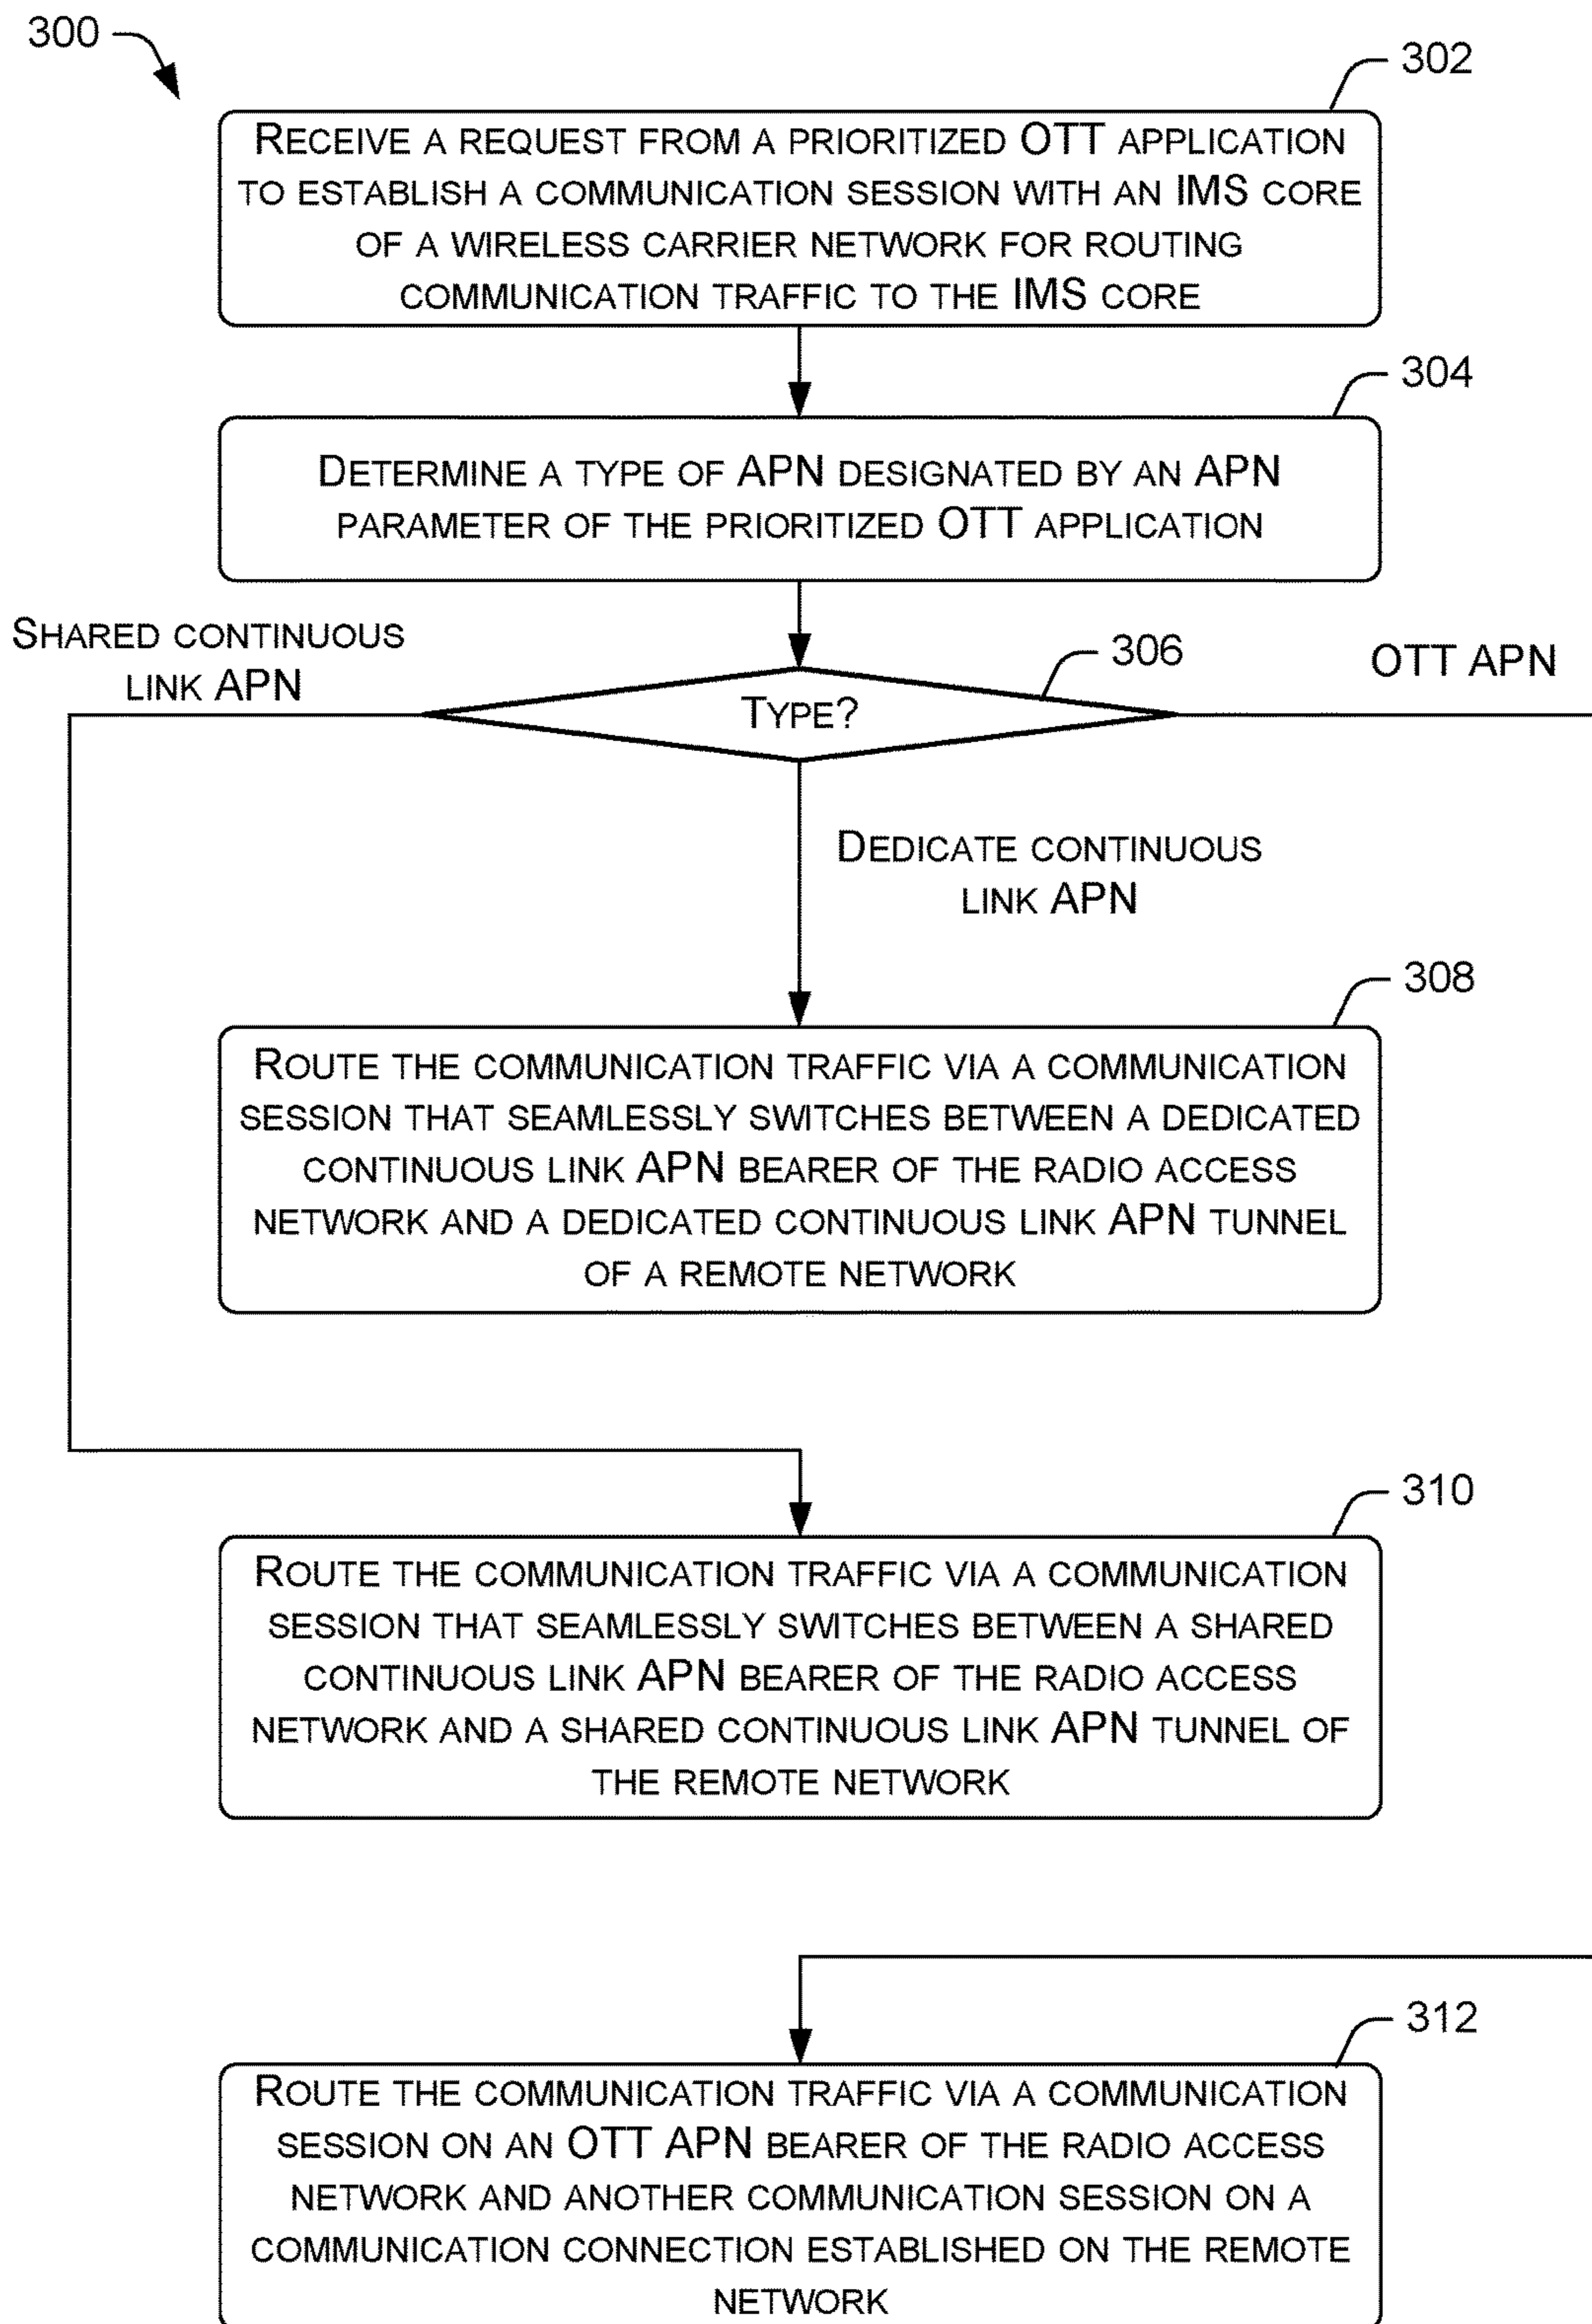 300
302
RECEIVE A REQUEST FROM A PRIORITIZED OTT APPLICATION
TO ESTABLISH A COMMUNICATION SESSION WITH AN IMS CORE
OF A WIRELESS CARRIER NETWORK FOR ROUTING
COMMUNICATION TRAFFIC TO THE IMS CORE
304
DETERMINE A TYPE OF APN DESIGNATED BY AN APN
PARAMETER OF THE PRIORITIZED OTT APPLICATION
SHARED CONTINUOUS
LINK APN
306
OTT APN
TYPE?
DEDICATE CONTINUOUS
LINK APN
308
ROUTE THE COMMUNICATION TRAFFIC VIA A COMMUNICATION
SESSION THAT SEAMLESSLY SWITCHES BETWEEN A DEDICATED
CONTINUOUS LINK APN BEARER OF THE RADIO ACCESS
NETWORK AND A DEDICATED CONTINUOUS LINK APN TUNNEL
OF A REMOTE NETWORK
310
ROUTE THE COMMUNICATION TRAFFIC VIA A COMMUNICATION
SESSION THAT SEAMLESSLY SWITCHES BETWEEN A SHARED
CONTINUOUS LINK APN BEARER OF THE RADIO ACCESS
NETWORK AND A SHARED CONTINUOUS LINK APN TUNNEL OF
THE REMOTE NETWORK
312
ROUTE THE COMMUNICATION TRAFFIC VIA A COMMUNICATION
SESSION ON AN OTT APN BEARER OF THE RADIO ACCESS
NETWORK AND ANOTHER COMMUNICATION SESSION ON A
COMMUNICATION CONNECTION ESTABLISHED ON THE REMOTE
NETWORK